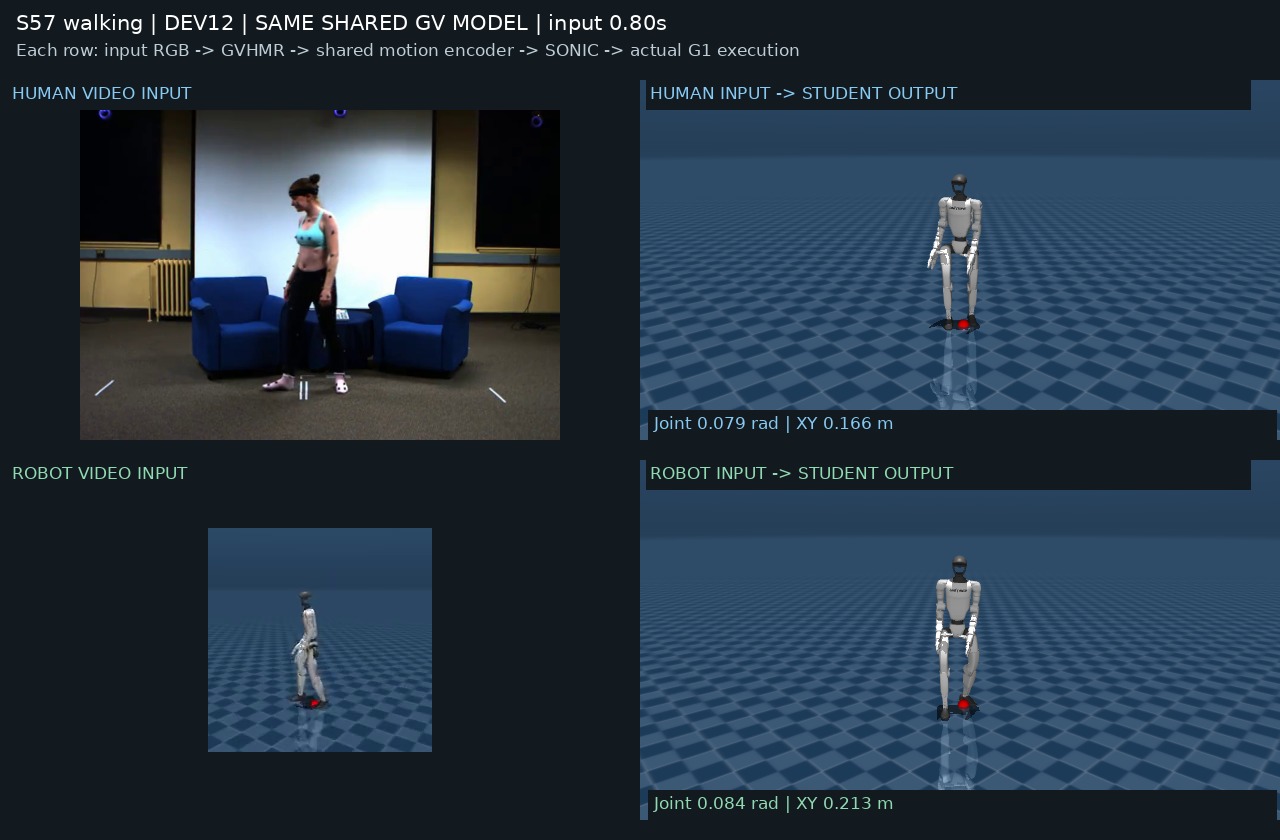 S57 walking | DEV12 | SAME SHARED GV MODEL | input 0.80s
Each row: input RGB -> GVHMR -> shared motion encoder -> SONIC -> actual G1 execution
HUMAN VIDEO INPUT
HUMAN INPUT -> STUDENT OUTPUT
Joint 0.079 rad | XY 0.166 m
ROBOT VIDEO INPUT
ROBOT INPUT -> STUDENT OUTPUT
Joint 0.084 rad | XY 0.213 m